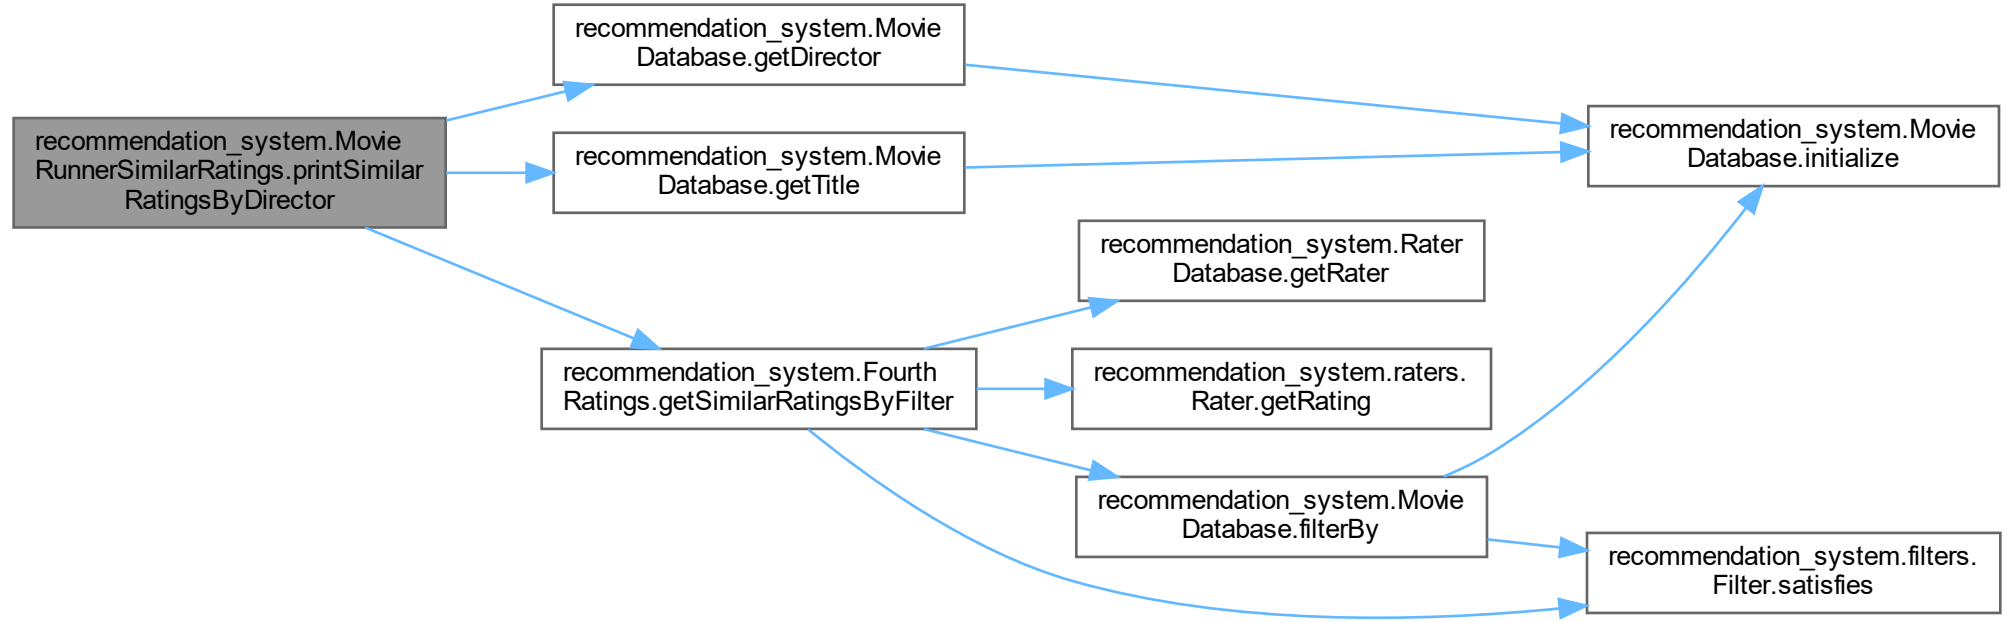 recommendation_system.Movie
RunnerSimilarRatings.printSimilar
RatingsByDirector
recommendation_system.Movie
Database.getDirector
recommendation_system.Movie
Database.getTitle
recommendation_system.Fourth
Ratings.getSimilarRatingsByFilter
recommendation_system.Rater
Database.getRater
recommendation_system.raters.
Rater.getRating
recommendation_system.Movie
Database.filterBy
recommendation_system.Movie
Database.initialize
recommendation_system.filters.
Filter.satisfies